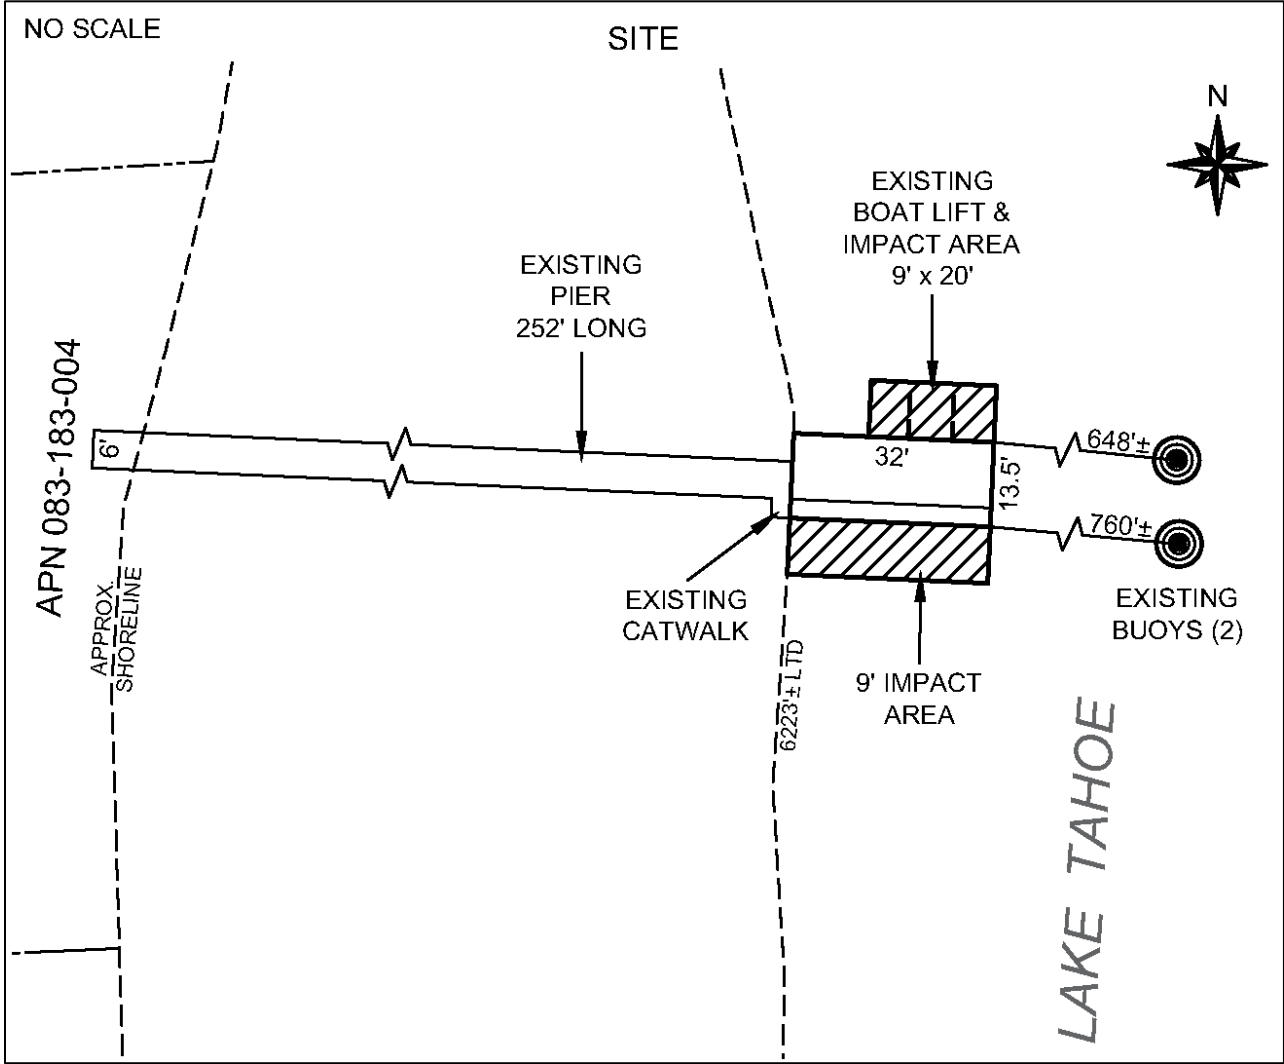 NO SCALE
SITE
N
EXISTING
BOAT LIFT &
IMPACT AREA
9' x 20'
EXISTING
PIER
252' LONG
APN 083-183-004
6'
32'
13.5'
648'±
760'±
APPROX.
SHORELINE
EXISTING
CATWALK
6223'± LTD
9' IMPACT
AREA
EXISTING
BUOYS (2)
LAKE TAHOE